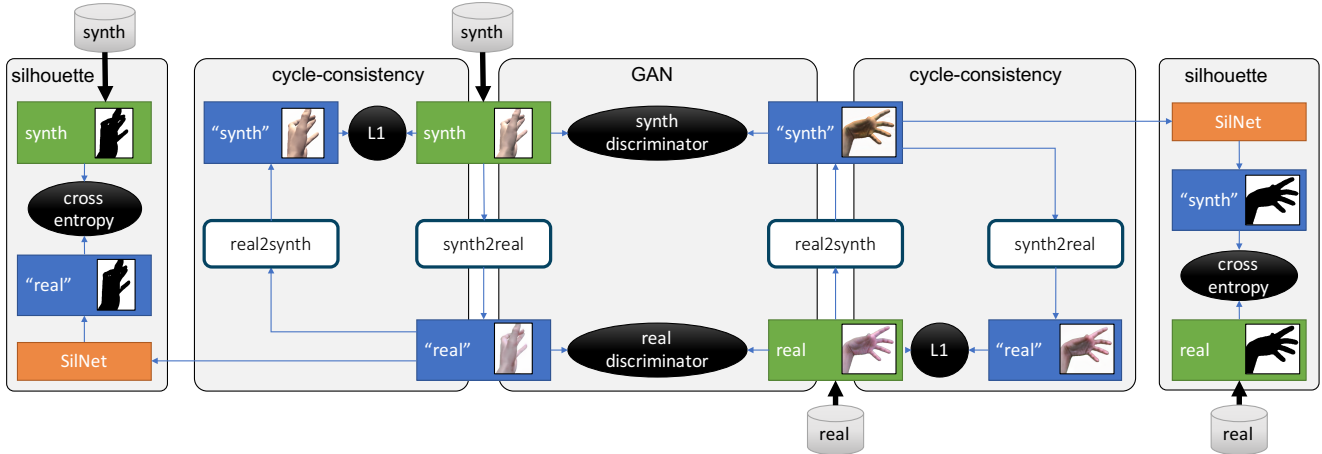 synth
synth
silhouette
cycle-consistency
GAN
cycle-consistency
silhouette
synth
“synth”
L1
synth
synth
discriminator
“synth”
SilNet
cross
entropy
“synth”
real2synth
synth2real
real2synth
synth2real
“real”
cross
entropy
SilNet
“real”
real
discriminator
real
L1
“real”
real
real
real